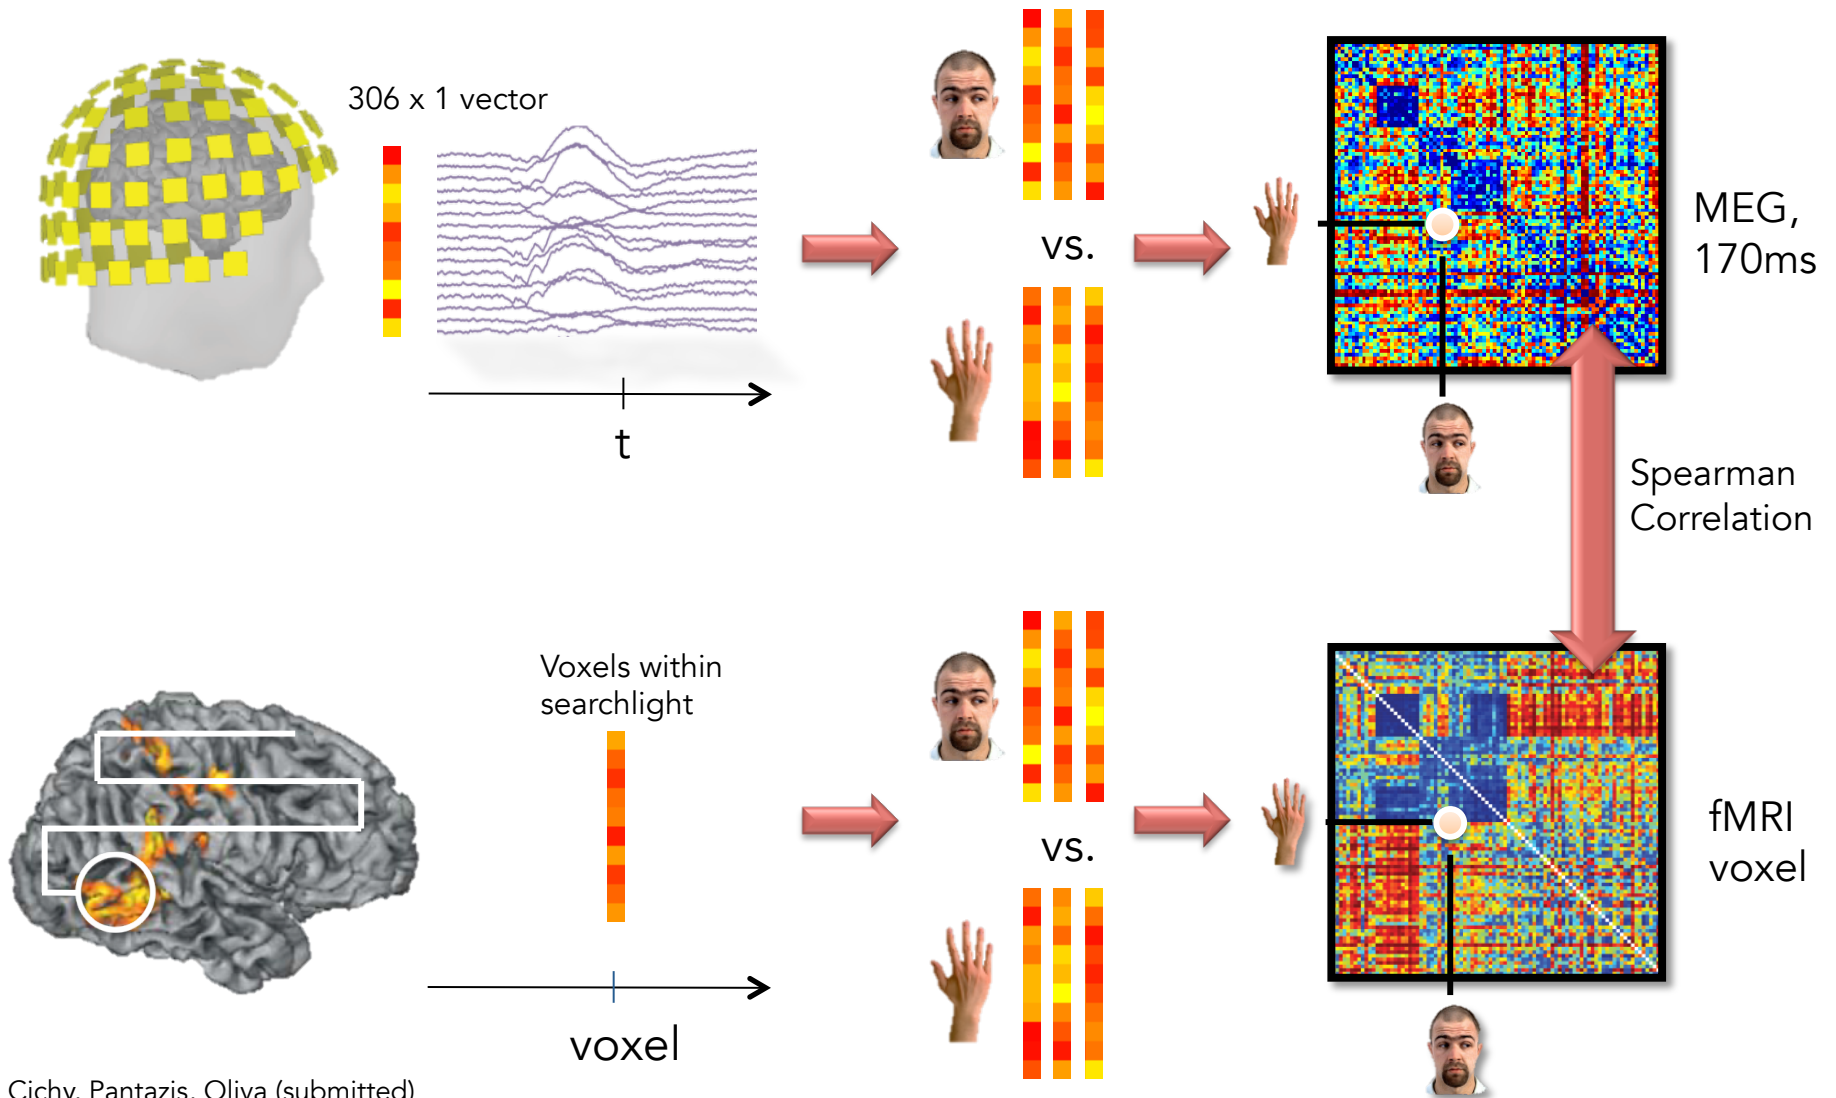 306 x 1 vector
t
vs.
MEG,
170ms
Spearman
Correlation
Voxels within
searchlight
voxel
vs.
fMRI
voxel
Cichy, Pantazis, Oliva (submitted)